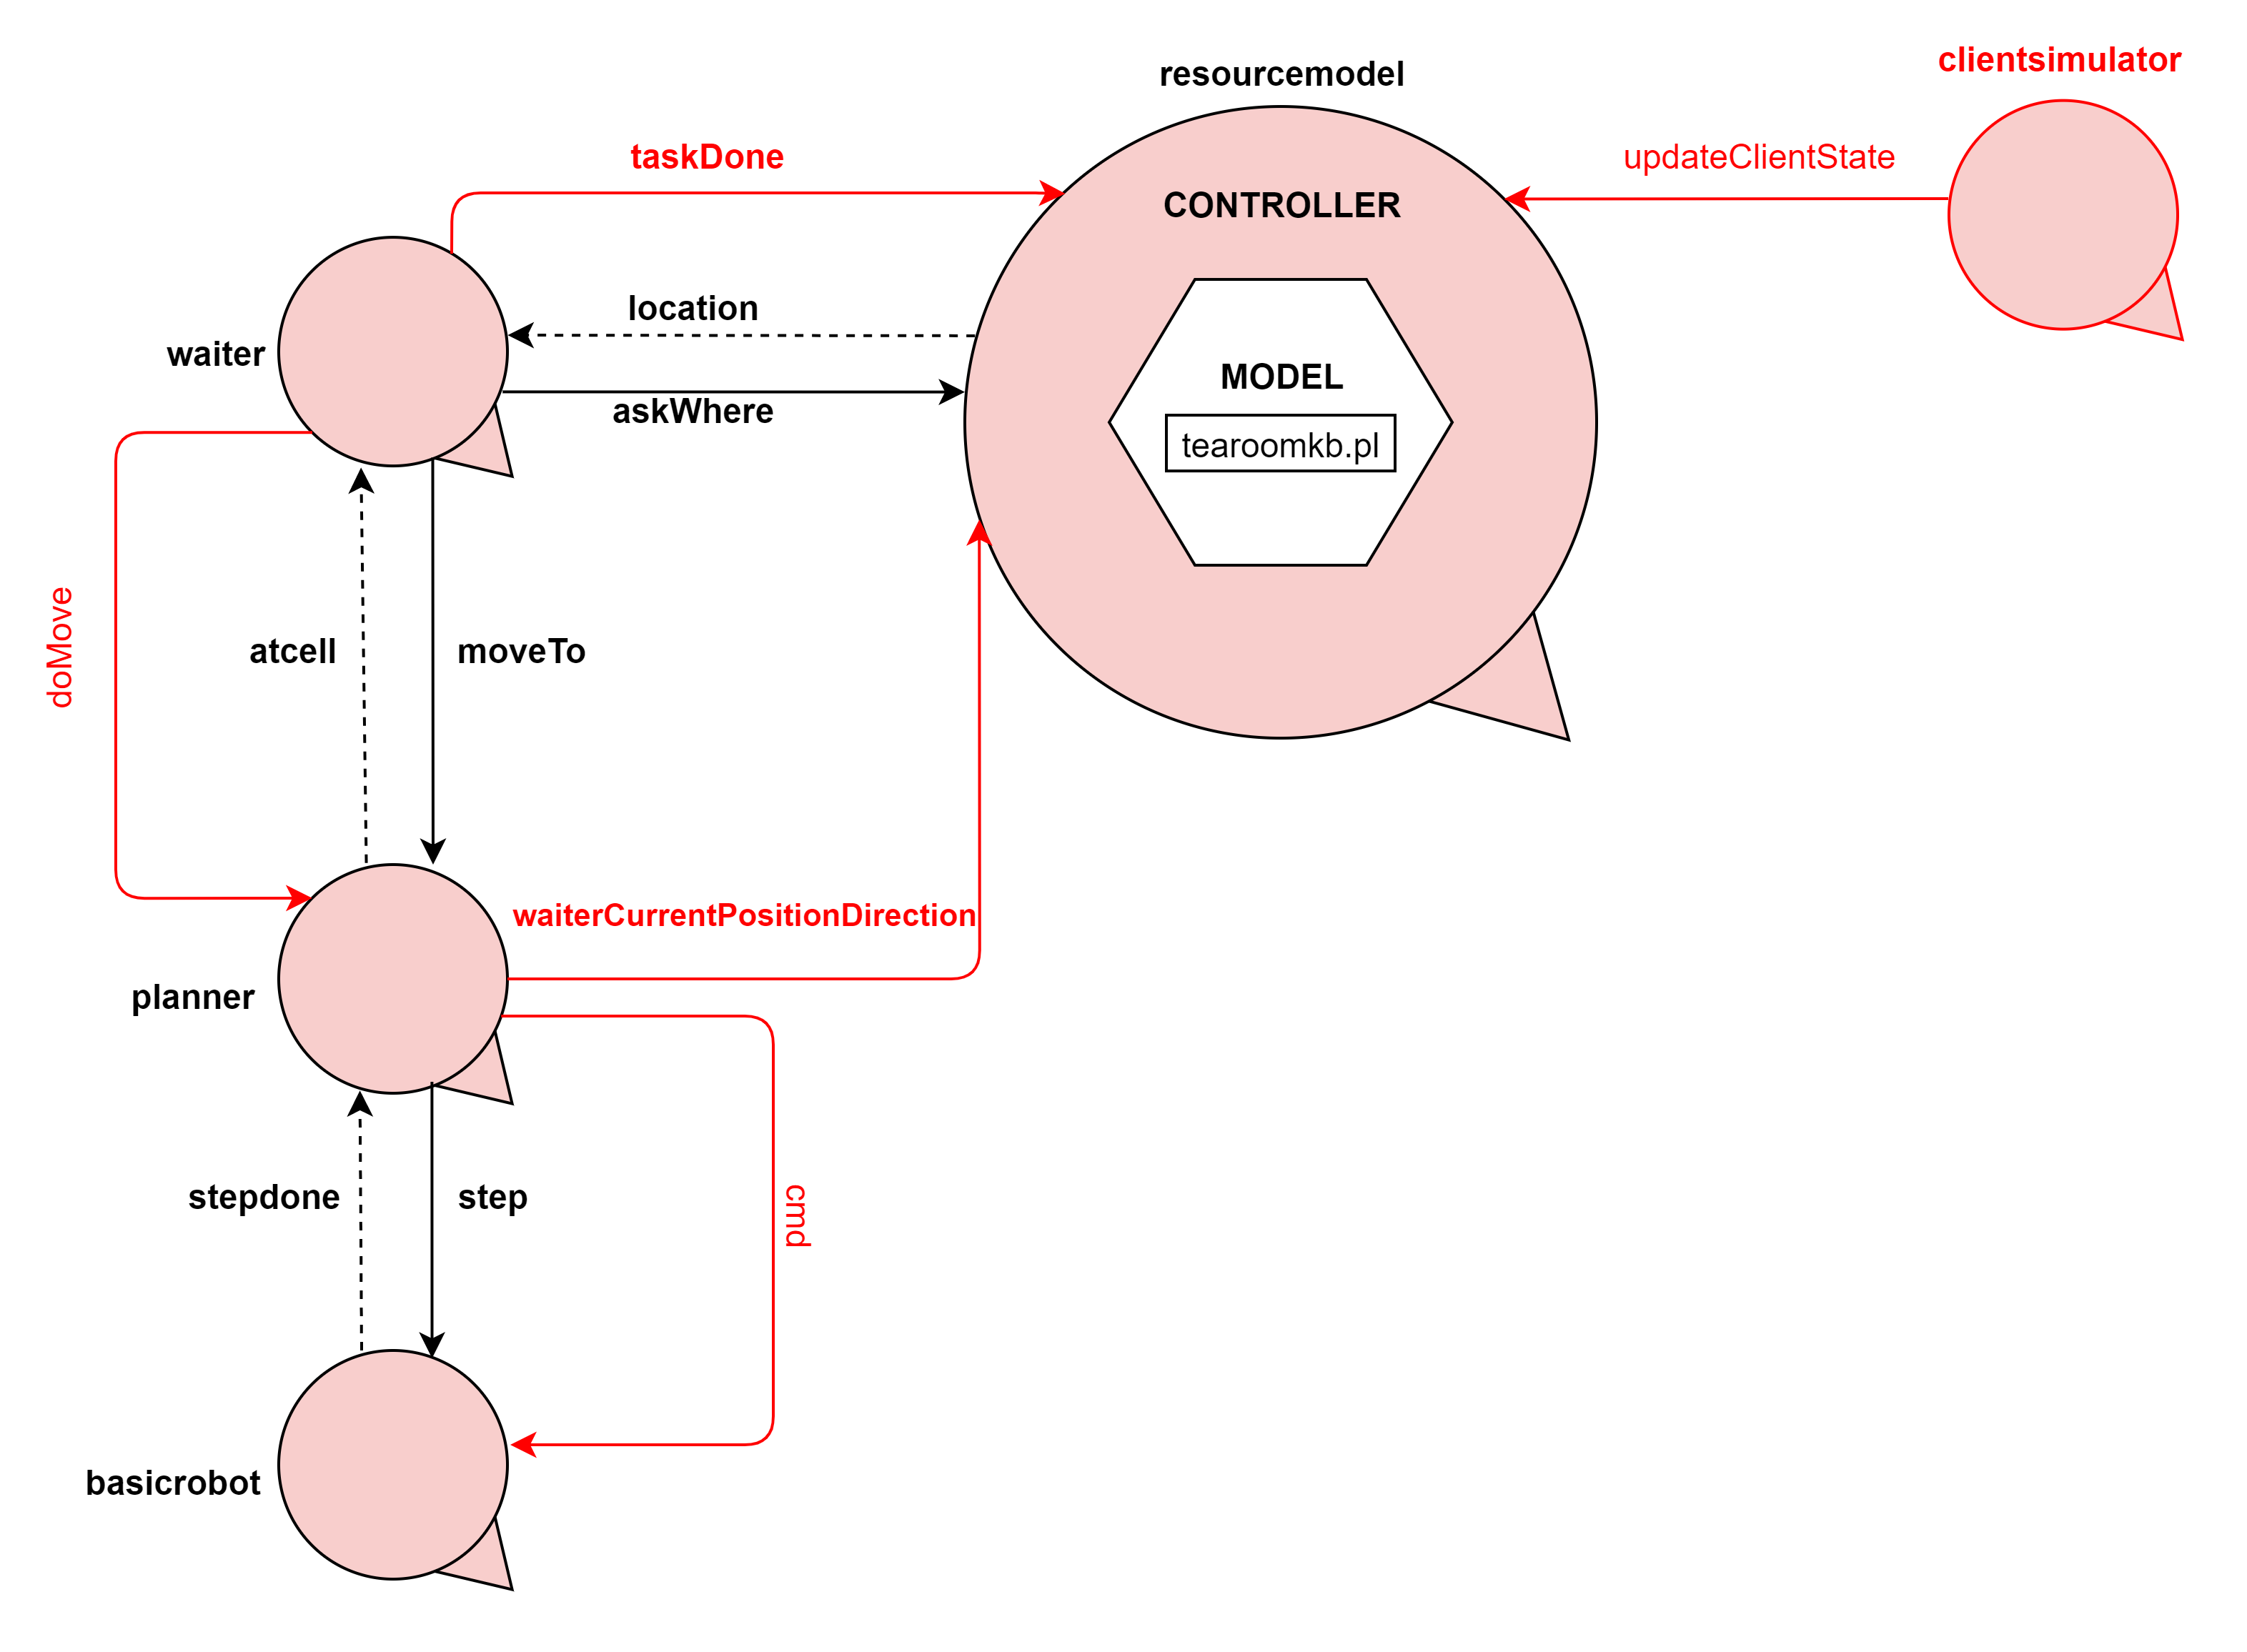 clientsimulator
resourcemodel
taskDone
updateClientState
CONTROLLER
location
waiter
MODEL
askWhere
tearoomkb.pl
doMove
atcell
moveTo
waiterCurrentPositionDirection
planner
stepdone
step
cmd
basicrobot